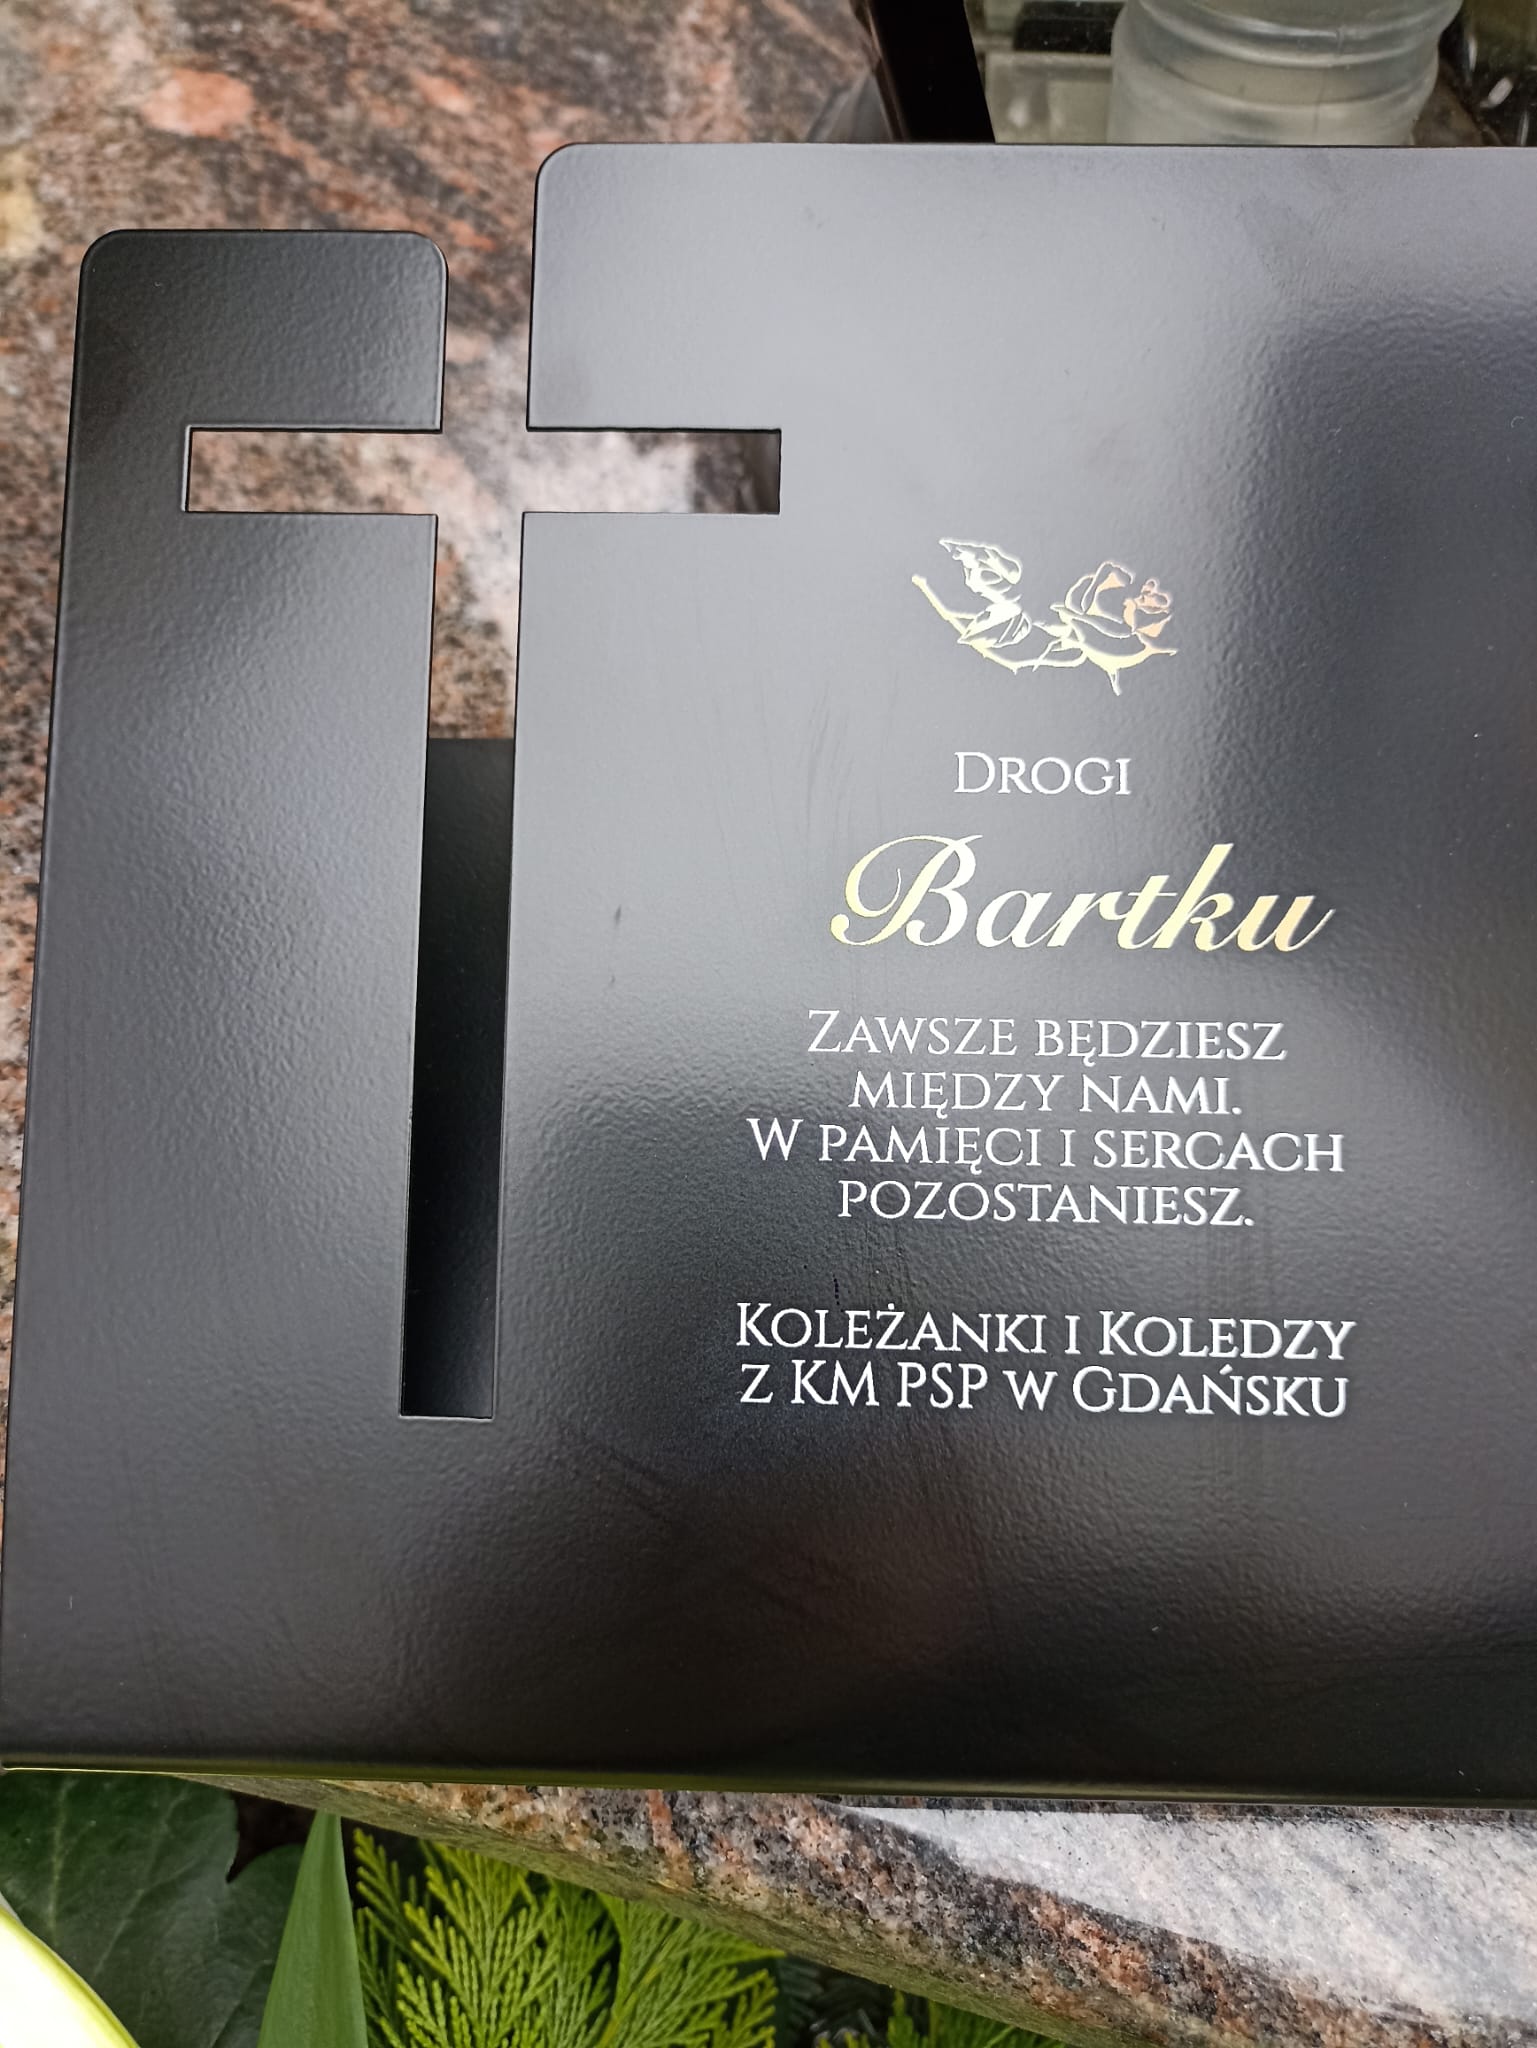 Drogi
Bartku
Zawsze będziesz
między nami.
W pamięci i sercach
pozostaniesz.
Koleżanki i Koledzy
z KM PSP w Gdańsku